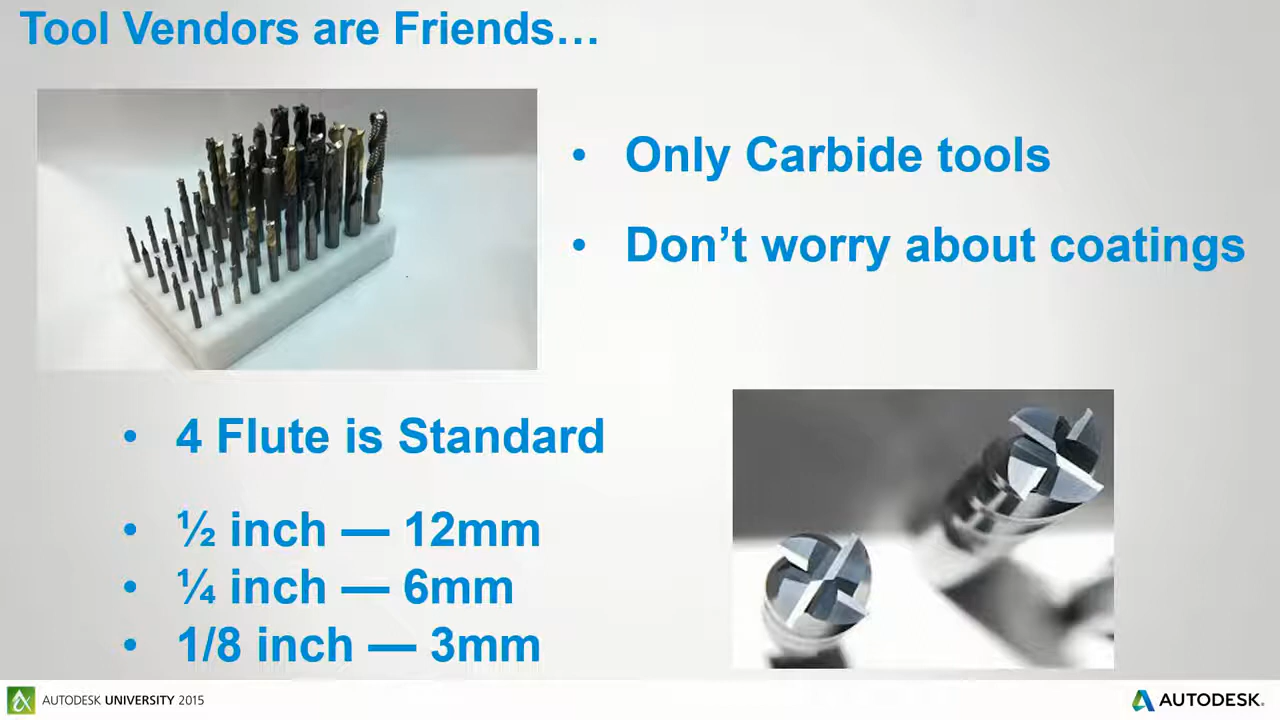 Tool Vendors are Friends…
• Only Carbide tools
• Don’t worry about coatings
• 4 Flute is Standard
• ½ inch — 12mm
• ¼ inch — 6mm
• 1/8 inch — 3mm
AUTODESK UNIVERSITY 2015
AUTODESK.